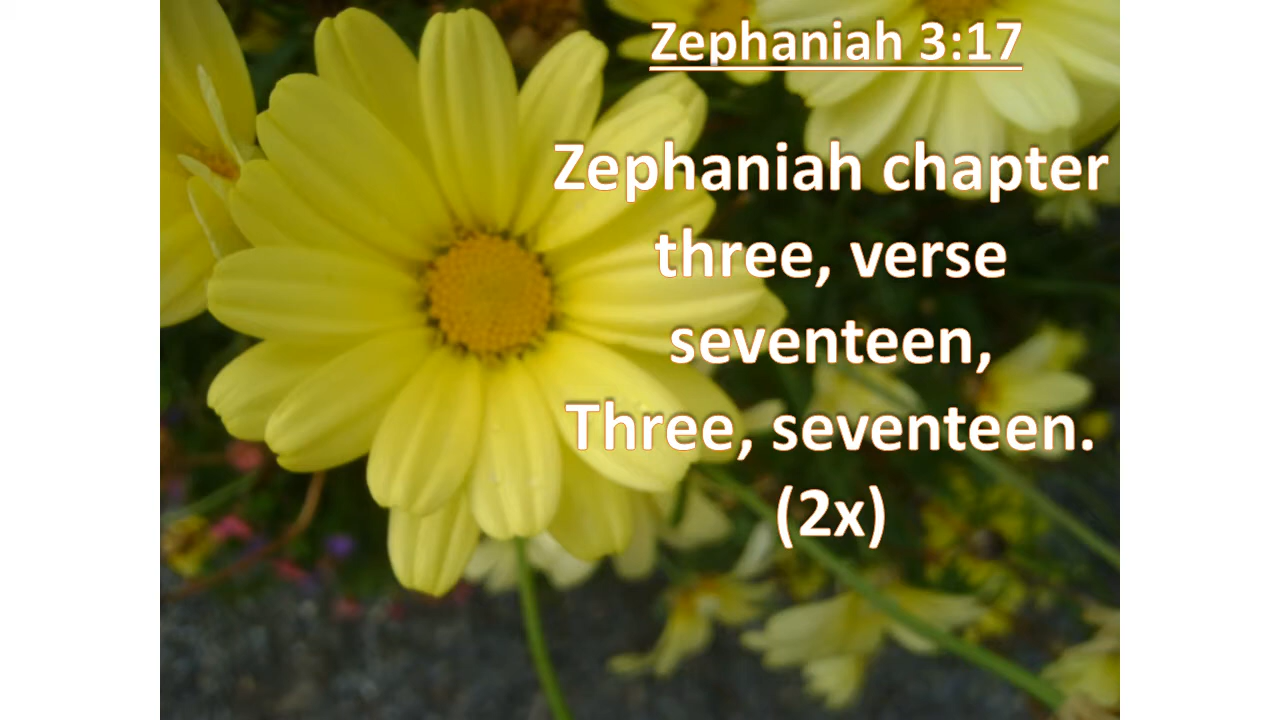 Zephaniah 3:17
Zephaniah chapter
three, verse
seventeen,
Three, seventeen.
(2x)